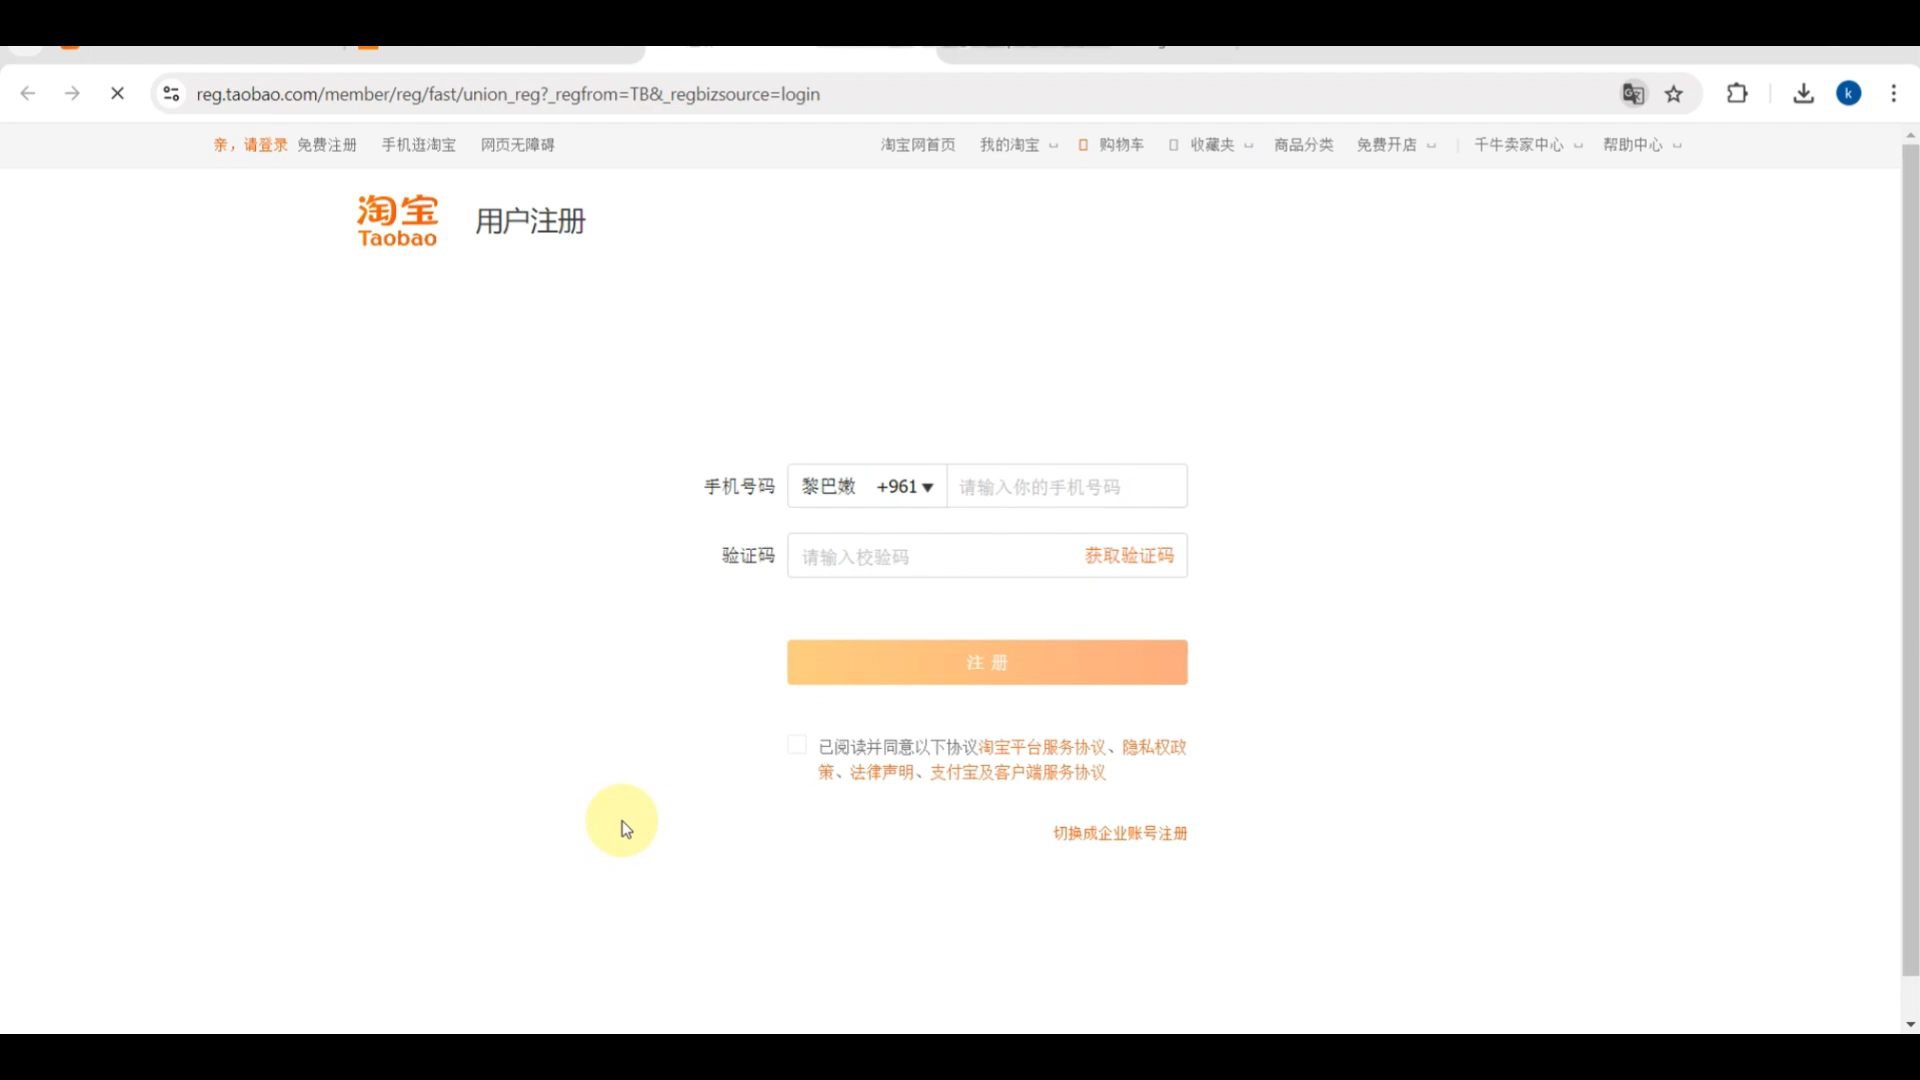 reg.taobao.com/member/reg/fast/union_reg?_regfrom=TB&_regbizsource=login
k
亲，请登录 免费注册 手机逛淘宝 网页无障碍 淘宝网首页 我的淘宝 购物车 收藏夹 商品分类 免费开店 千牛卖家中心 帮助中心
淘宝
Taobao
用户注册
手机号码 黎巴嫩 +961 请输入你的手机号码
验证码 请输入校验码 获取验证码
注 册
已阅读并同意以下协议淘宝平台服务协议、隐私权政
策、法律声明、支付宝及客户端服务协议
切换成企业账号注册